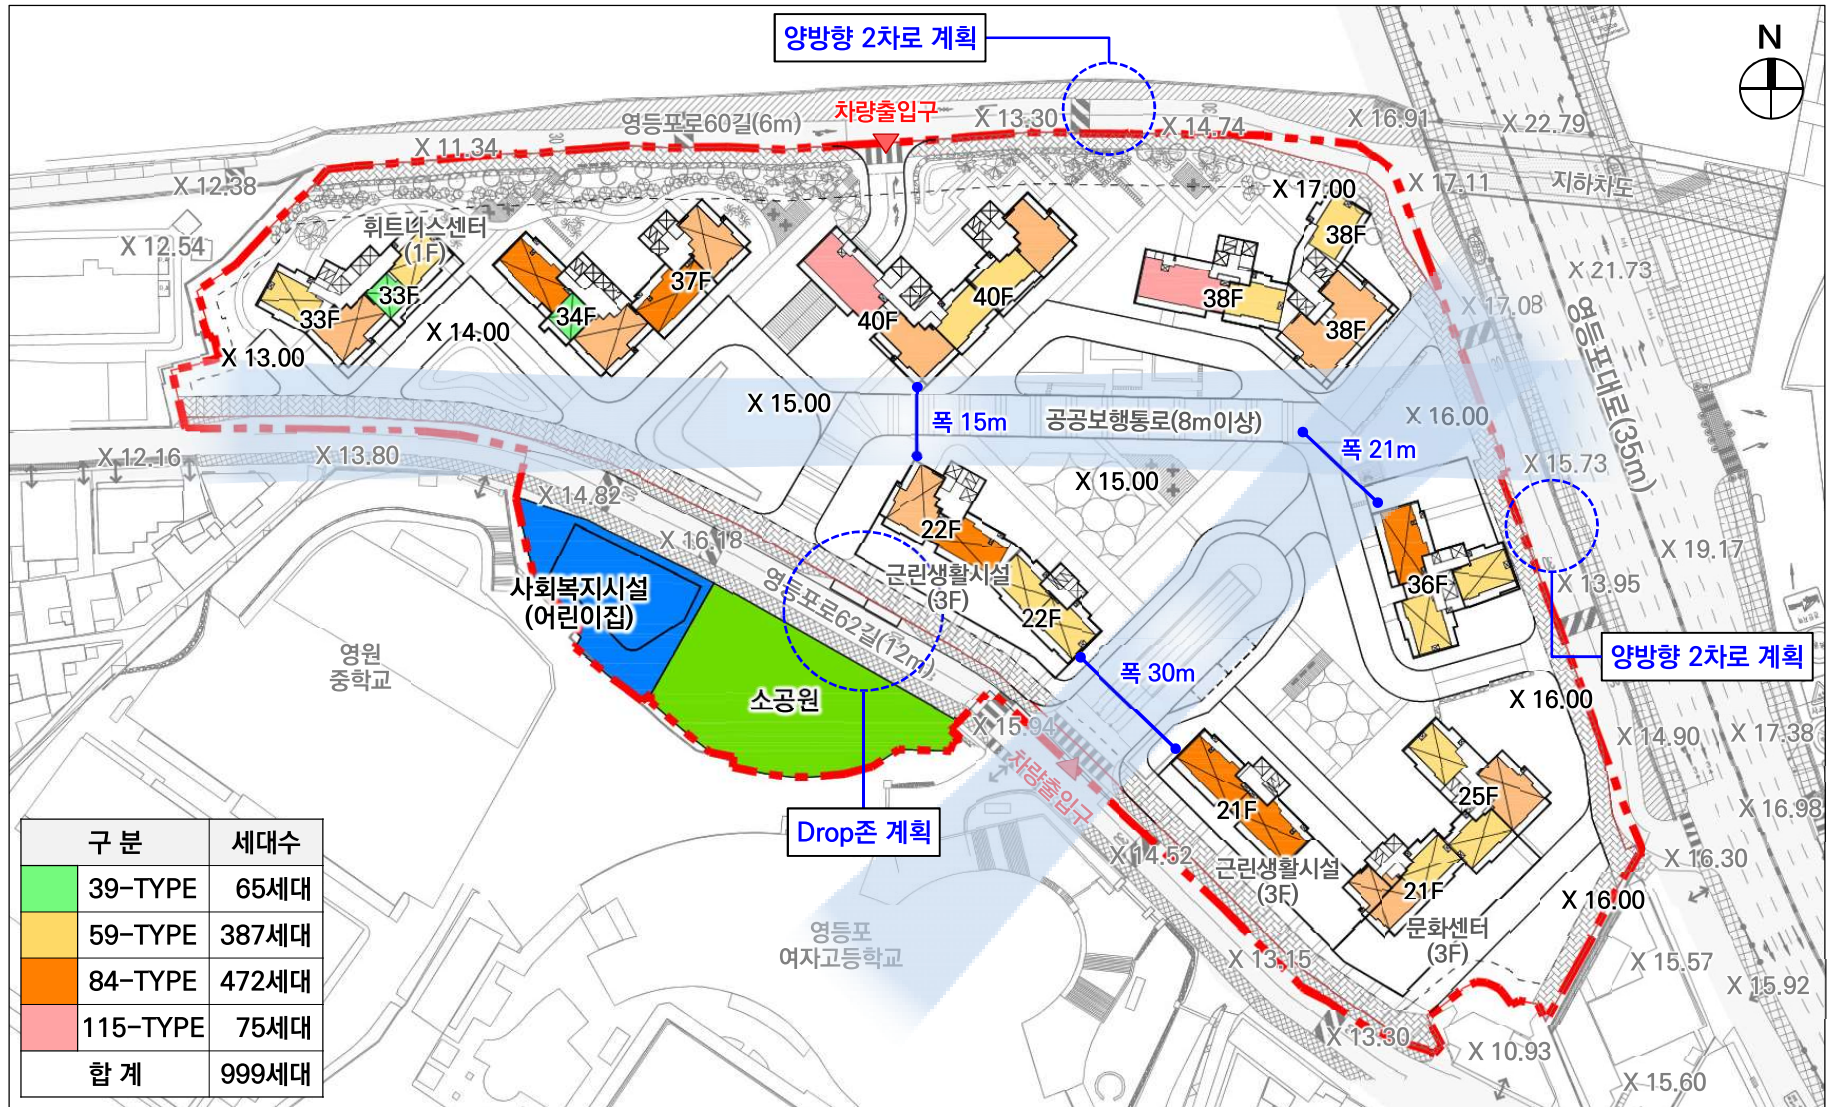 양방향 2차로 계획
N
차량출입구
영등포로60길(6m)
X 13.30
X 14.74
X 16.91
X 22.79
X 11.34
X 12.38
X 17.00
X 17.11
지하차도
휘트니스센터
(1F)
X 12.54
38F
X 21.73
33F
33F
34F
37F
40F
40F
38F
38F
X 17.08
영등포대로(35m)
X 13.00
X 14.00
X 15.00
폭 15m
공공보행통로(8m이상)
X 16.00
폭 21m
X 12.16
X 13.80
X 15.73
X 14.82
X 15.00
22F
X 16.18
X 19.17
사회복지시설
(어린이집)
영등포로62길(12m)
근린생활시설
(3F)
22F
36F
X 13.95
영원
중학교
양방향 2차로 계획
폭 30m
소공원
X 16.00
X 15.94
X 14.90
X 17.38
차량출입구
21F
25F
X 16.98
Drop존 계획
X 14.52
근린생활시설
(3F)
21F
X 16.30
X 16.00
문화센터
(3F)
영등포
여자고등학교
X 13.15
X 15.57
X 15.92
X 13.30
X 10.93
X 15.60
구 분 세대수
39-TYPE 65세대
59-TYPE 387세대
84-TYPE 472세대
115-TYPE 75세대
합 계 999세대